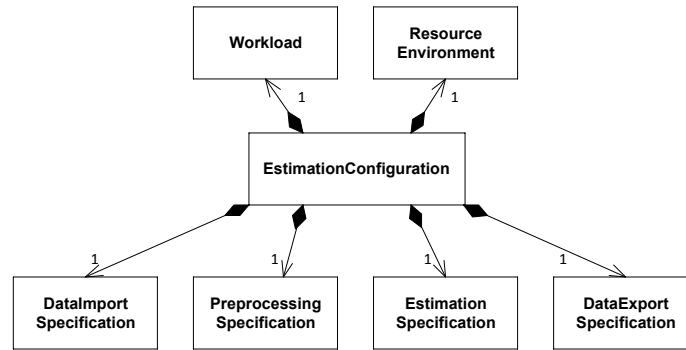 Workload
Resource
Environment
1
1
EstimationConfiguration
1
1
1
1
DataImport
Specification
Preprocessing
Specification
Estimation
Specification
DataExport
Specification